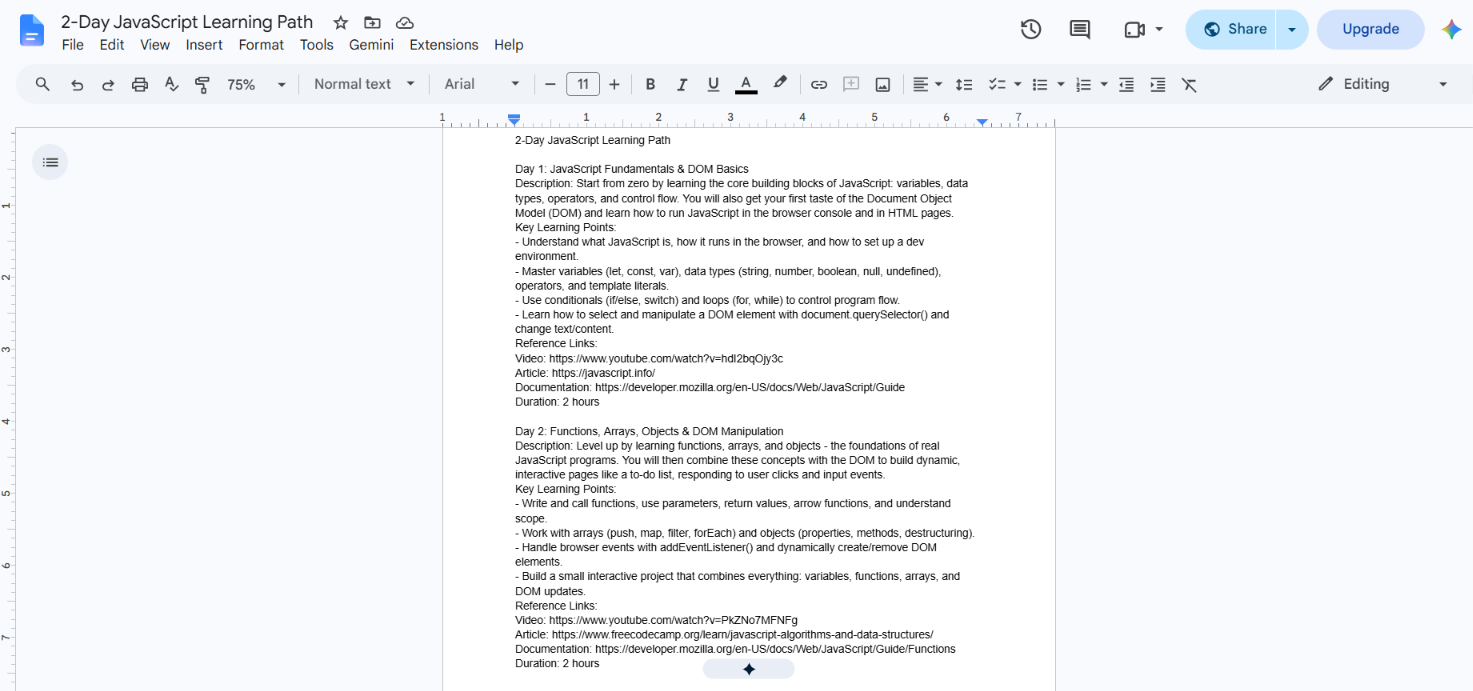 2-Day JavaScript Learning Path
File Edit View Insert Format Tools Gemini Extensions Help
Share
Upgrade
75% Normal text Arial 11 B I U A Editing
1 1 2 3 4 5 6 7
2-Day JavaScript Learning Path
Day 1: JavaScript Fundamentals & DOM Basics
Description: Start from zero by learning the core building blocks of JavaScript: variables, data
types, operators, and control flow. You will also get your first taste of the Document Object
Model (DOM) and learn how to run JavaScript in the browser console and in HTML pages.
Key Learning Points:
- Understand what JavaScript is, how it runs in the browser, and how to set up a dev
environment.
- Master variables (let, const, var), data types (string, number, boolean, null, undefined),
operators, and template literals.
- Use conditionals (if/else, switch) and loops (for, while) to control program flow.
- Learn how to select and manipulate a DOM element with document.querySelector() and
change text/content.
Reference Links:
Video: https://www.youtube.com/watch?v=hdI2bqOjy3c
Article: https://javascript.info/
Documentation: https://developer.mozilla.org/en-US/docs/Web/JavaScript/Guide
Duration: 2 hours
Day 2: Functions, Arrays, Objects & DOM Manipulation
Description: Level up by learning functions, arrays, and objects - the foundations of real
JavaScript programs. You will then combine these concepts with the DOM to build dynamic,
interactive pages like a to-do list, responding to user clicks and input events.
Key Learning Points:
- Write and call functions, use parameters, return values, arrow functions, and understand
scope.
- Work with arrays (push, map, filter, forEach) and objects (properties, methods, destructuring).
- Handle browser events with addEventListener() and dynamically create/remove DOM
elements.
- Build a small interactive project that combines everything: variables, functions, arrays, and
DOM updates.
Reference Links:
Video: https://www.youtube.com/watch?v=PkZNo7MFNFg
Article: https://www.freecodecamp.org/learn/javascript-algorithms-and-data-structures/
Documentation: https://developer.mozilla.org/en-US/docs/Web/JavaScript/Guide/Functions
Duration: 2 hours
1
2
3
4
5
6
7